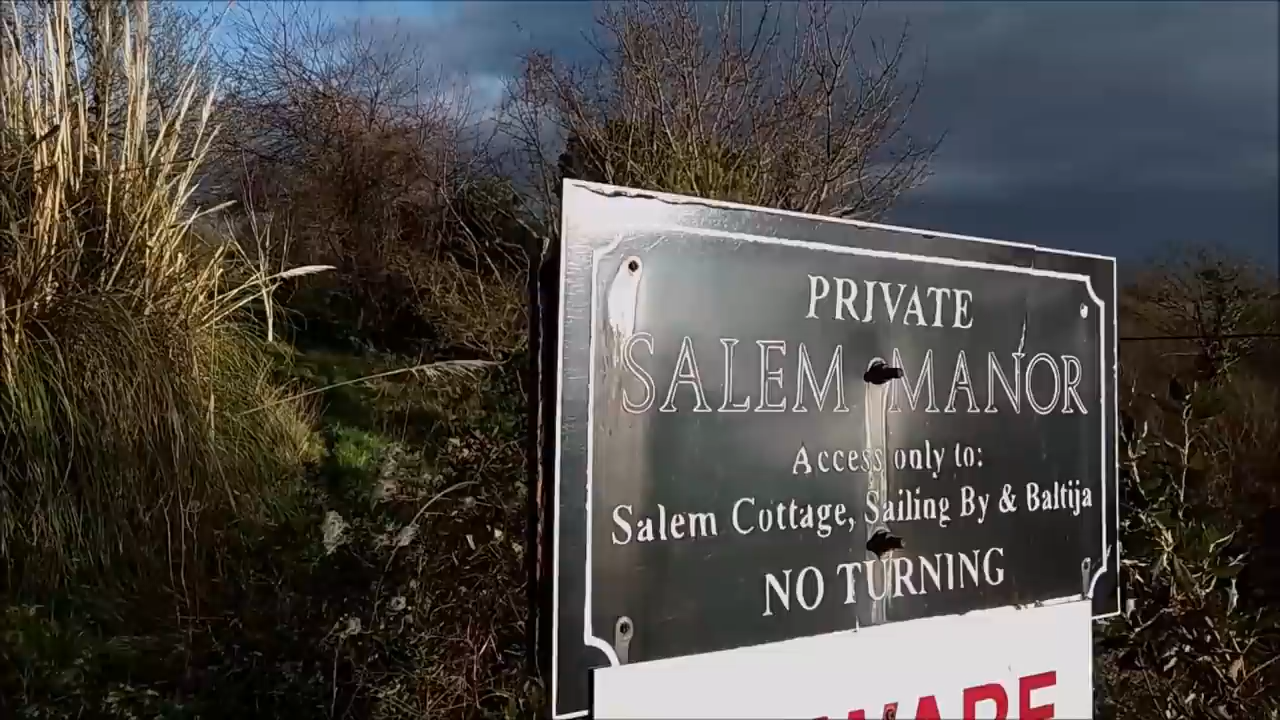 PRIVATE
SALEM MANOR
Access only to:
Salem Cottage, Sailing By & Baltija
NO TURNING